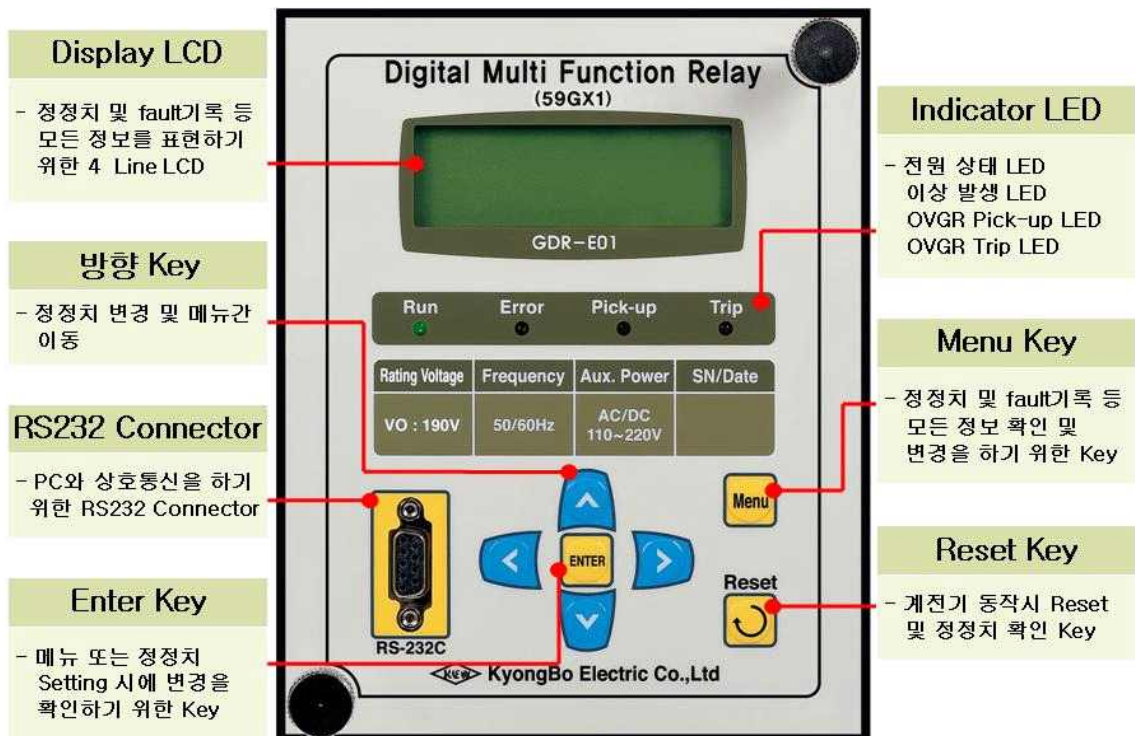 Display LCD
- 정정치 및 fault기록 등
모든 정보를 표현하기
위한 4 Line LCD
방향 Key
- 정정치 변경 및 메뉴간
이동
RS232 Connector
- PC와 상호통신을 하기
위한 RS232 Connector
Enter Key
- 메뉴 또는 정정치
Setting 시에 변경을
확인하기 위한 Key
Digital Multi Function Relay
(59GX1)
GDR-E01
Run Error Pick-up Trip
Rating Voltage Frequency Aux. Power SN/Date
VO : 190V 50/60Hz AC/DC
110~220V
Menu
ENTER
Reset
RS-232C
KyongBo Electric Co.,Ltd
Indicator LED
- 전원 상태 LED
이상 발생 LED
OVGR Pick-up LED
OVGR Trip LED
Menu Key
- 정정치 및 fault기록 등
모든 정보 확인 및
변경을 하기 위한 Key
Reset Key
- 계전기 동작시 Reset
및 정정치 확인 Key